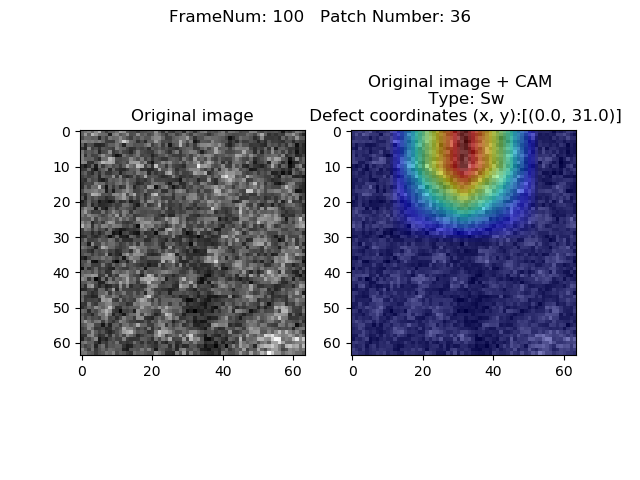 FrameNum: 100   Patch Number: 36
Original image
Original image + CAM
Type: Sw
Defect coordinates (x, y):[(0.0, 31.0)]
0
10
20
30
40
50
60
0 20 40 60
0
10
20
30
40
50
60
0 20 40 60